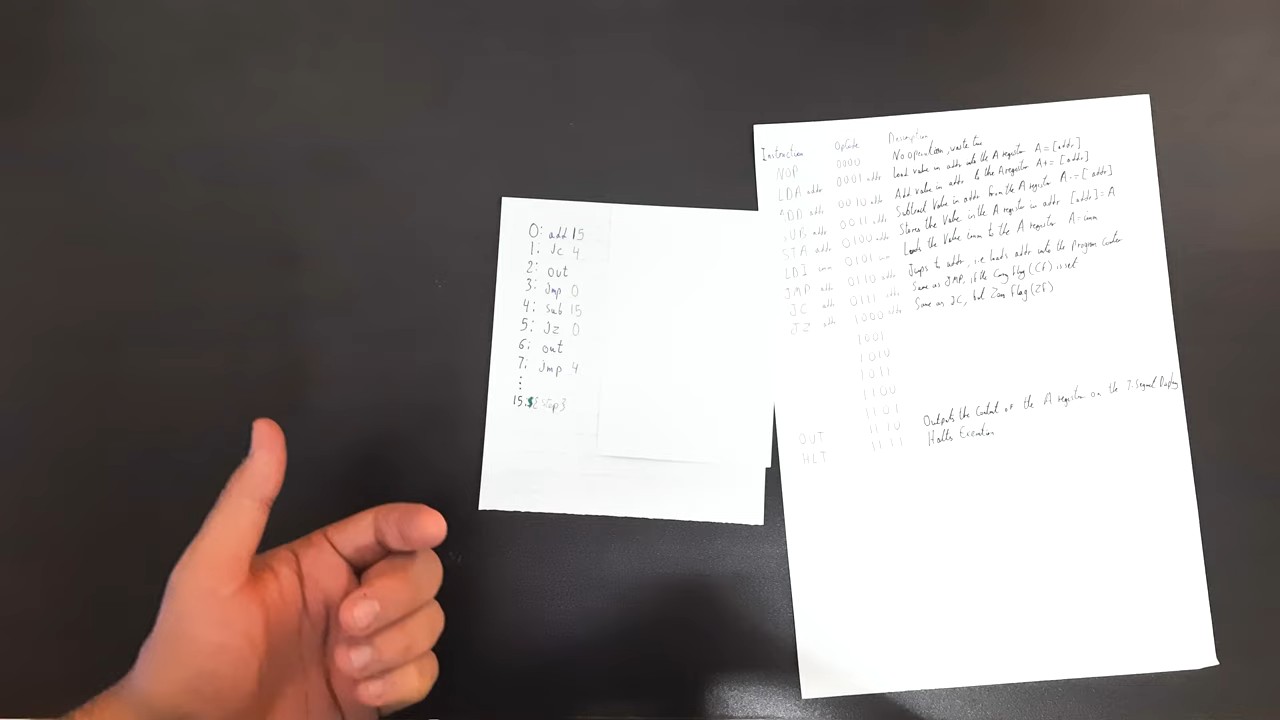 0: add 15
1: Jc 4
2: out
3: Jmp 0
4: Sub 15
5: Jz 0
6: out
7: Jmp 4
⋮
15:
Instruction OpCode Description
NOP 0000 No operation, waste time
LDA addr 0001 addr Load value in addr into the A register A=[addr]
ADD addr 0010 addr Add value in addr to the A register A+=[addr]
SUB addr 0011 addr Subtract Value in addr from the A register A-=[addr]
STA addr 0100 addr Stores the Value in the A register in addr [addr]=A
LDI imm 0101 imm Loads the Value imm to the A register A=imm
JMP addr 0110 addr Jumps to addr, i.e loads addr into the Program Counter
JC addr 0111 addr Same as JMP, if the Carry flag (CF) is set
JZ addr 1000 addr Same as JC, but Zero flag (ZF)
1001
1010
1011
1100
1101
OUT 1110 Outputs the Content of the A register on the 7-Segment Display
HLT 1111 Halts Execution